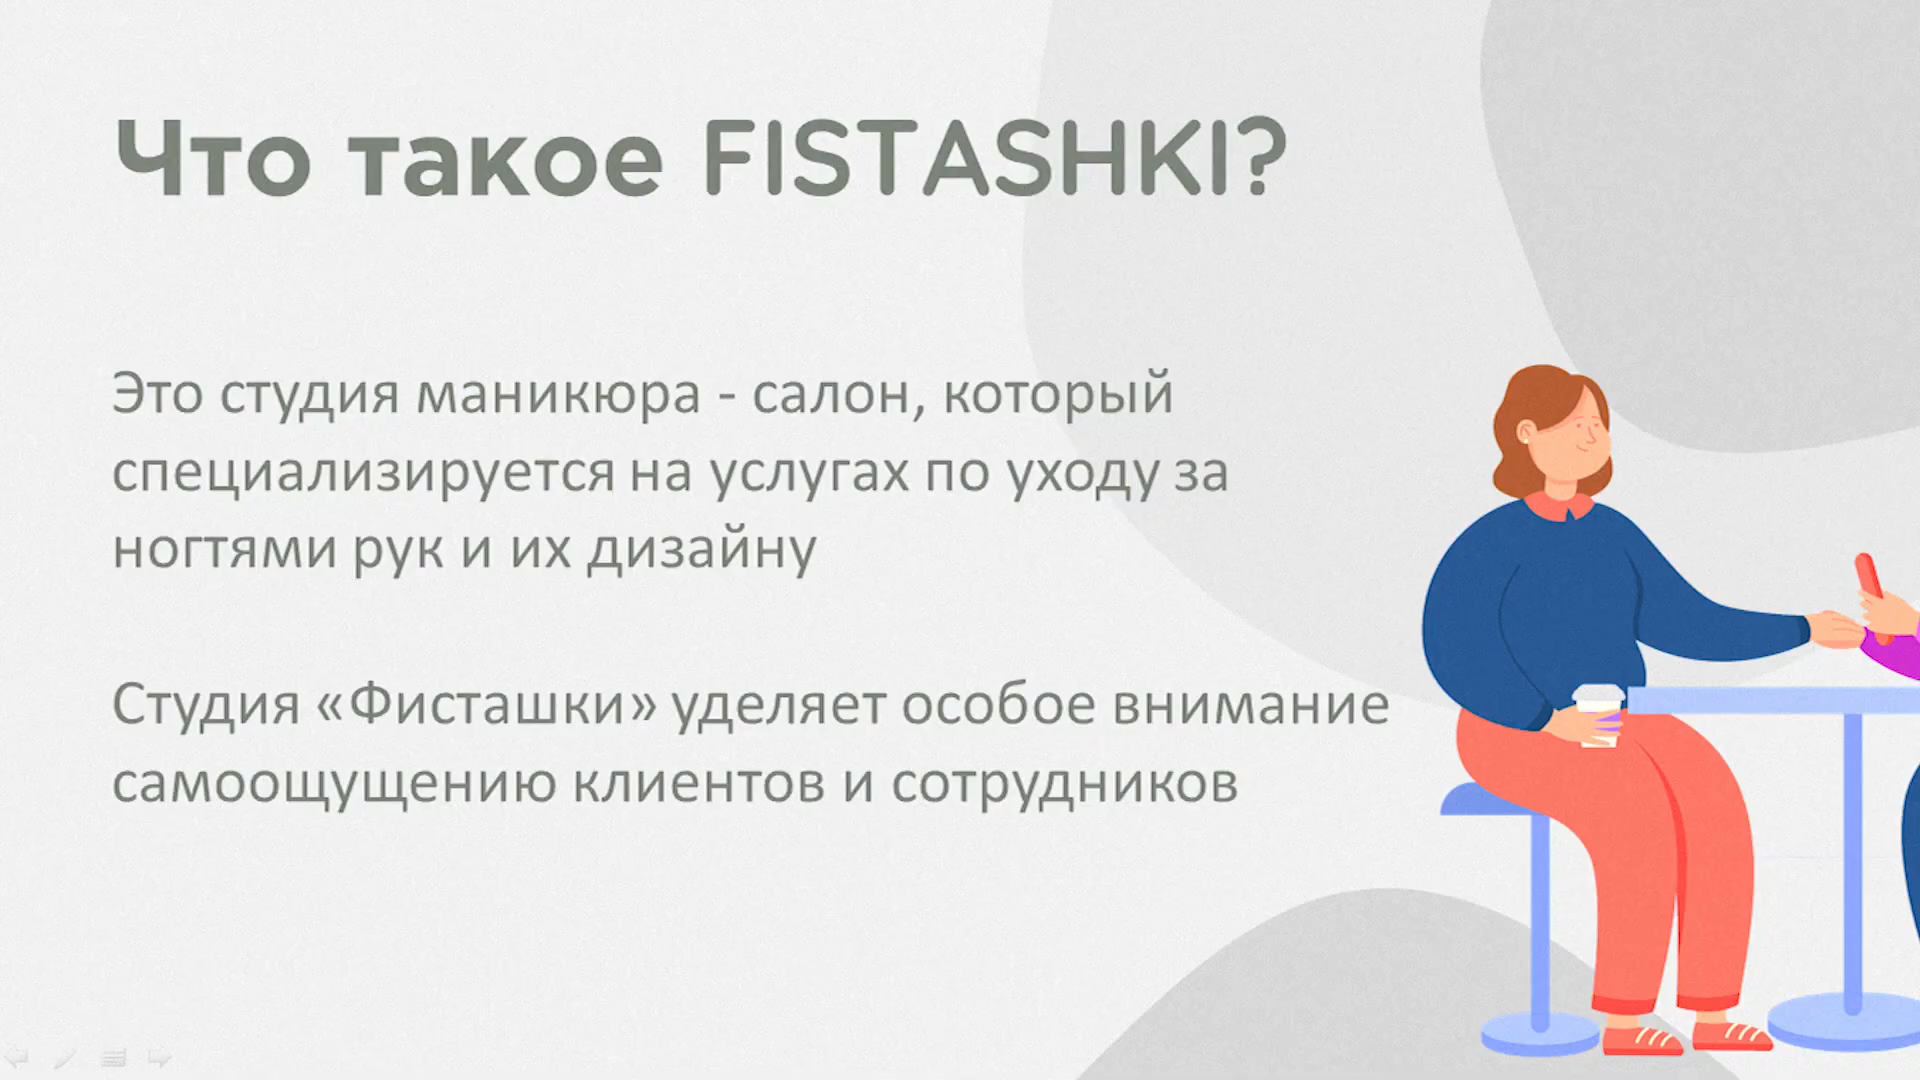 Что такое FISTASHKI?
Это студия маникюра - салон, который
специализируется на услугах по уходу за
ногтями рук и их дизайну
Студия «Фисташки» уделяет особое внимание
самоощущению клиентов и сотрудников